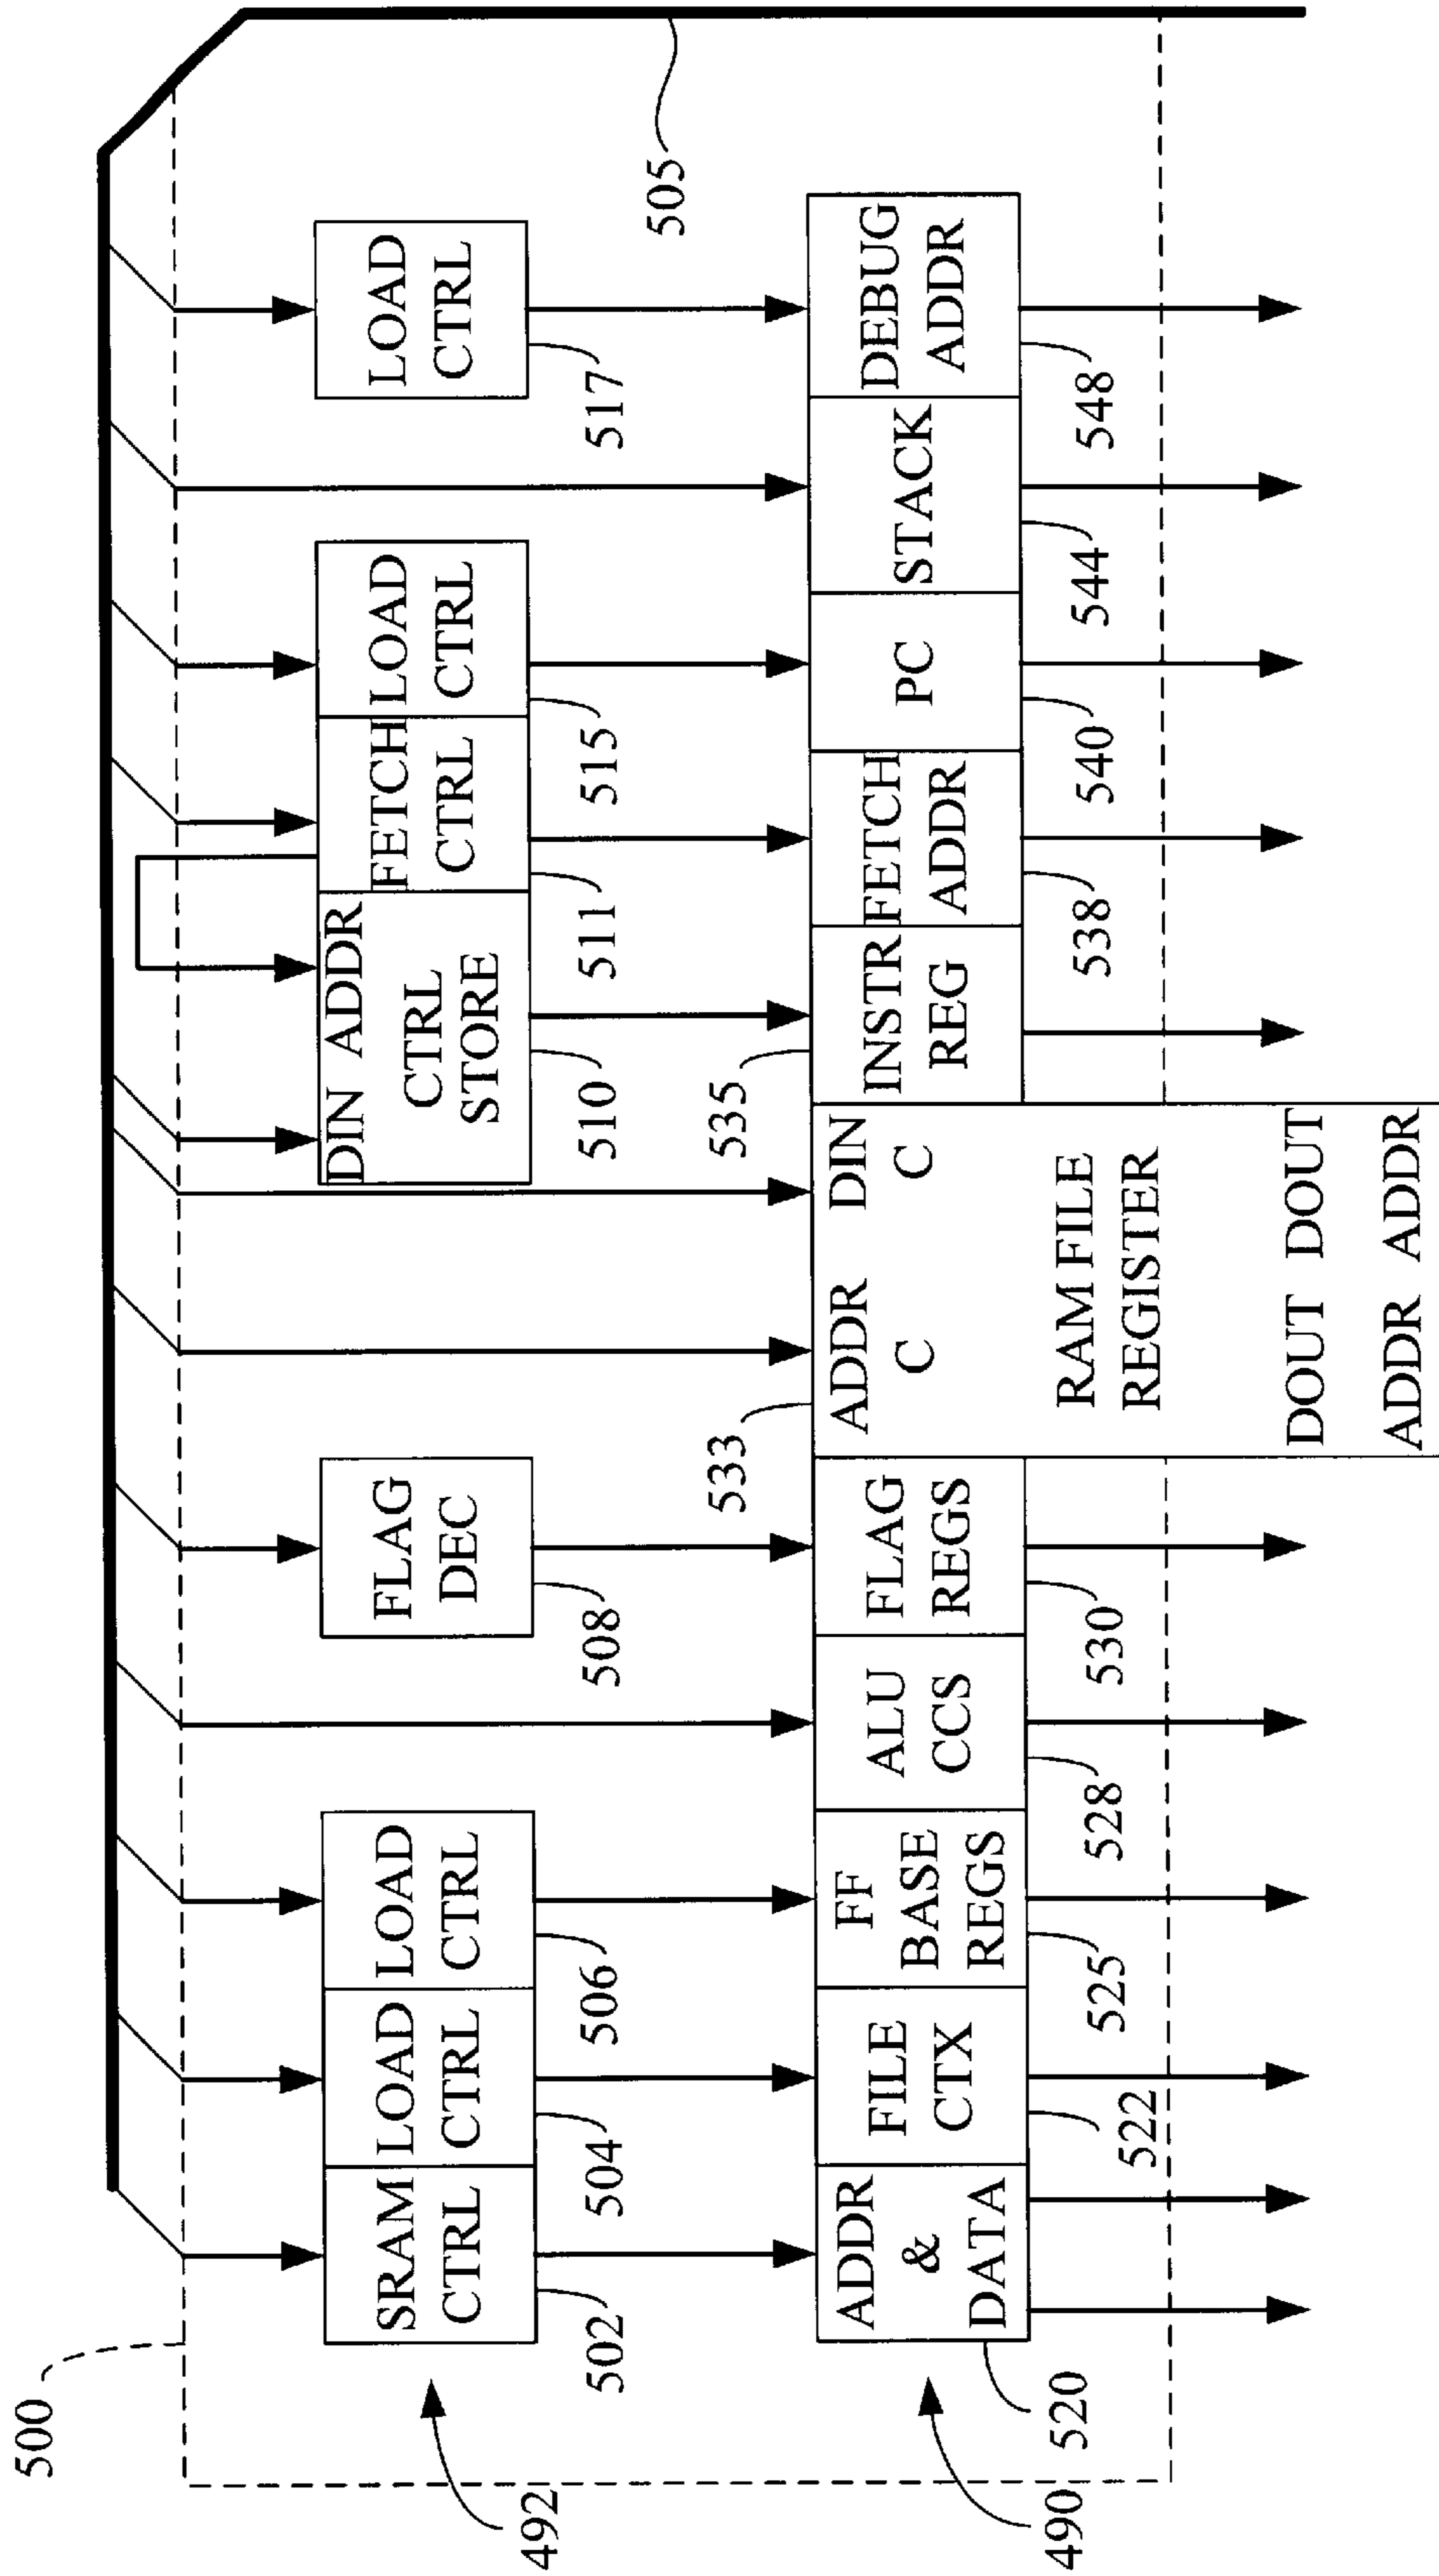 500
505
492
SRAM
CTRL
LOAD
CTRL
LOAD
CTRL
FLAG
DEC
DIN ADDR
CTRL
STORE
FETCH
CTRL
LOAD
CTRL
LOAD
CTRL
502
504
506
508
510
511
515
517
533
535
490
ADDR
&
DATA
FILE
CTX
FF
BASE
REGS
ALU
CCS
FLAG
REGS
ADDR DIN
C C
RAM FILE
REGISTER
DOUT DOUT
ADDR ADDR
INSTR
REG
FETCH
ADDR
PC
STACK
DEBUG
ADDR
520
522
525
528
530
538
540
544
548